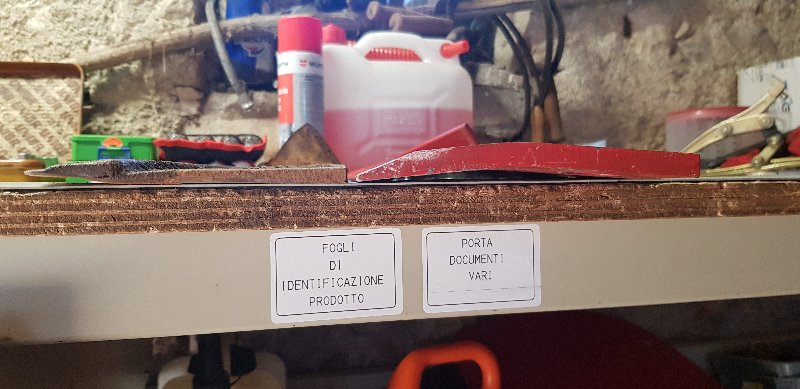 FOGLI
DI
IDENTIFICAZIONE
PRODOTTO
PORTA
DOCUMENTI
VARI